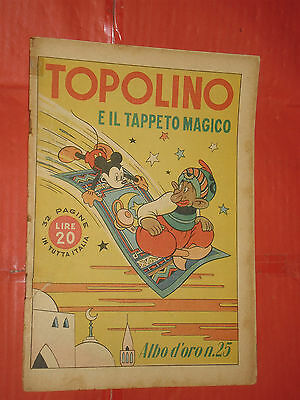 TOPOLINO
E IL TAPPETO MAGICO
32 PAGINE
LIRE
20
IN TUTTA ITALIA
Albo d'oro n.25